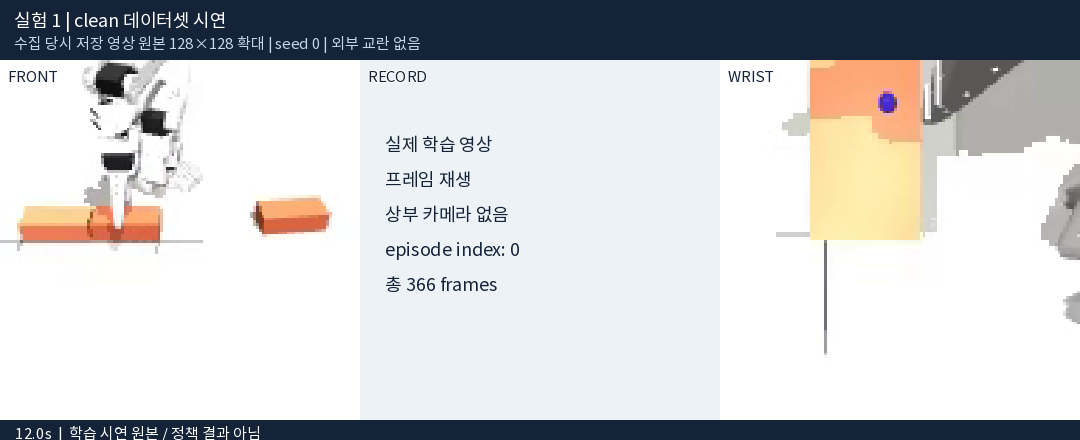 실험 1 | clean 데이터셋 시연
수집 당시 저장 영상 원본 128×128 확대 | seed 0 | 외부 교란 없음
FRONT
RECORD
WRIST
실제 학습 영상
프레임 재생
상부 카메라 없음
episode index: 0
총 366 frames
12.0s | 학습 시연 원본 / 정책 결과 아님